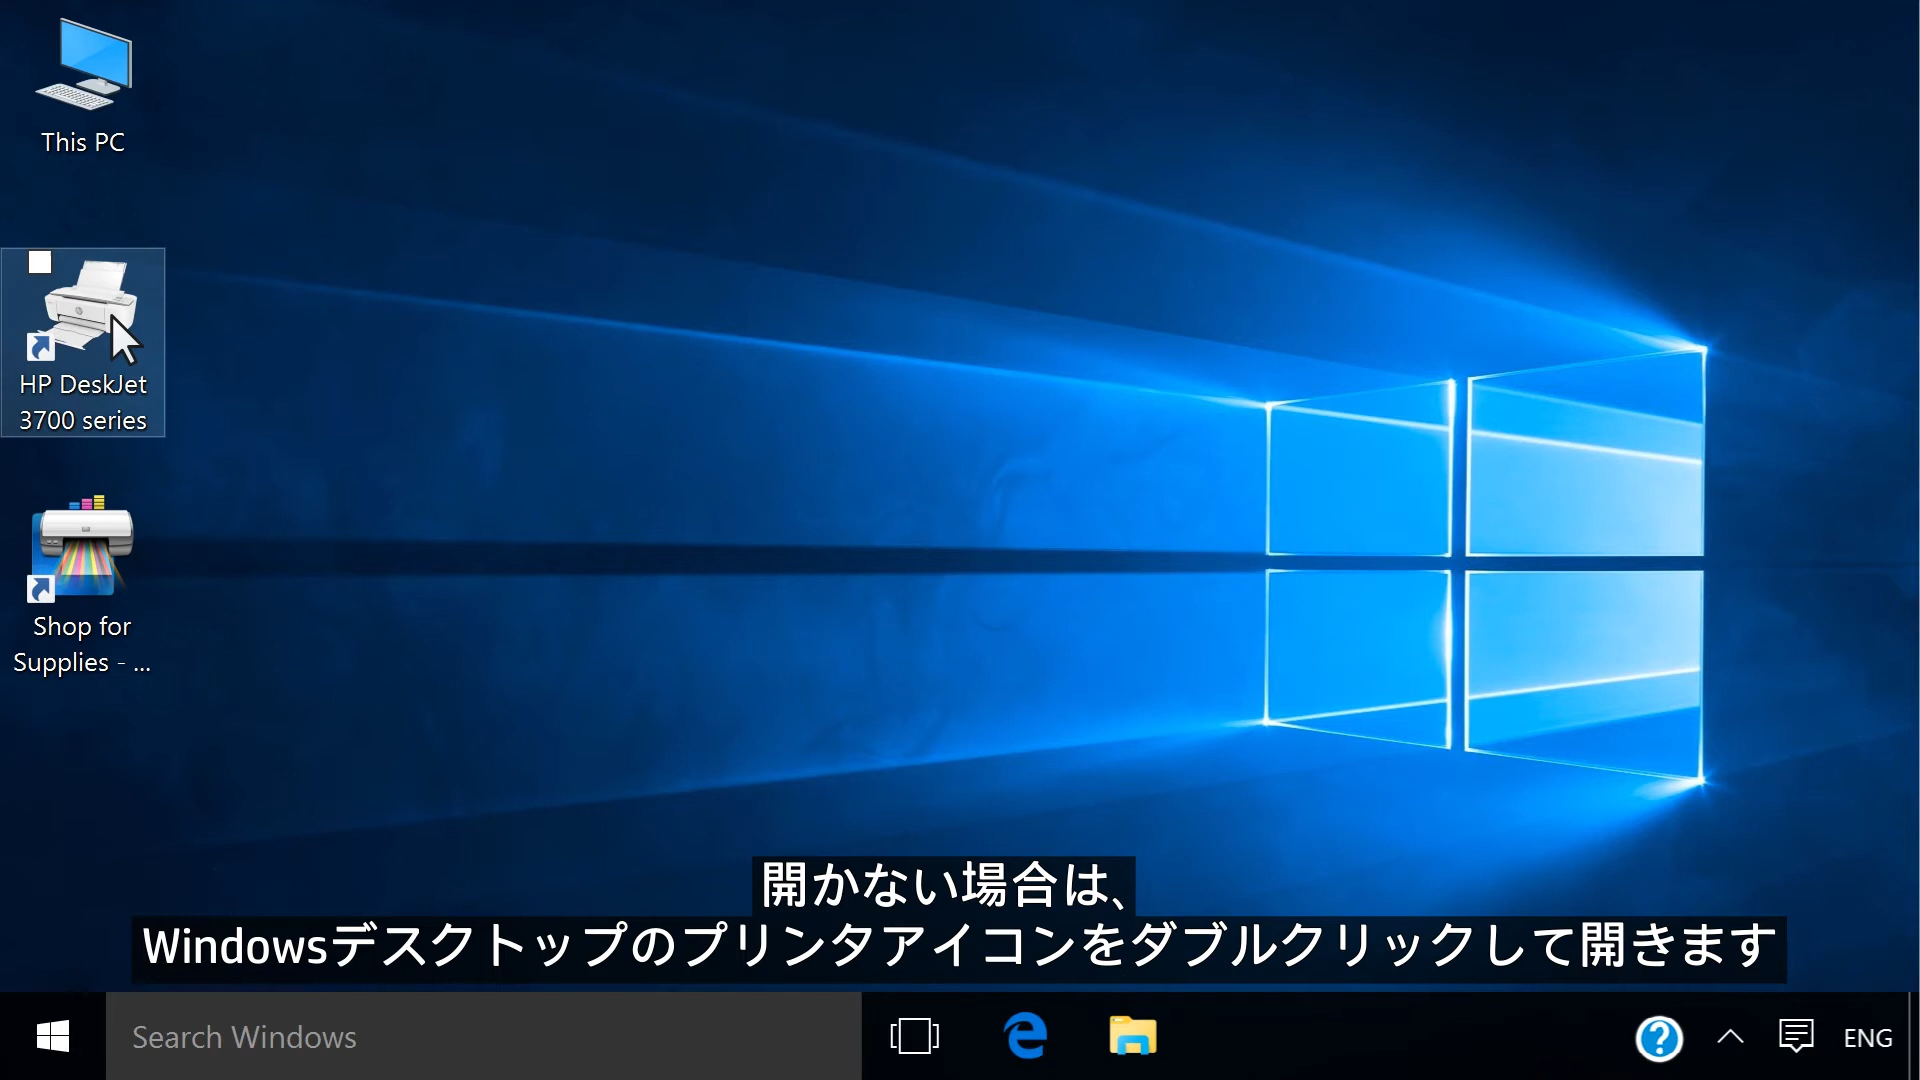 This PC
HP DeskJet
3700 series
Shop for
Supplies - ...
開かない場合は、
Windowsデスクトップのプリンタアイコンをダブルクリックして開きます
Search Windows
ENG